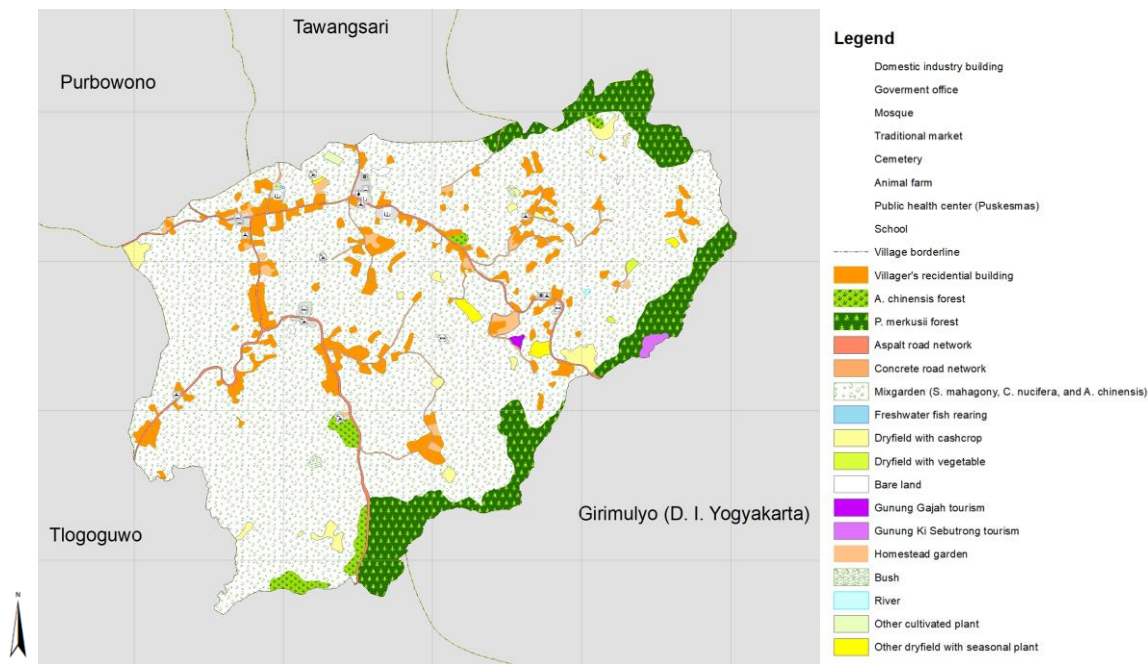 Tawangsari
Purbowono
Tlogoguwo
Girimulyo (D. I. Yogyakarta)
N
Legend
Domestic industry building
Goverment office
Mosque
Traditional market
Cemetery
Animal farm
Public health center (Puskesmas)
School
Village borderline
Villager's residential building
A. chinensis forest
P. merkusii forest
Aspalt road network
Concrete road network
Mixgarden (S. mahagony, C. nucifera, and A. chinensis)
Freshwater fish rearing
Dryfield with cashcrop
Dryfield with vegetable
Bare land
Gunung Gajah tourism
Gunung Ki Sebutrong tourism
Homestead garden
Bush
River
Other cultivated plant
Other dryfield with seasonal plant